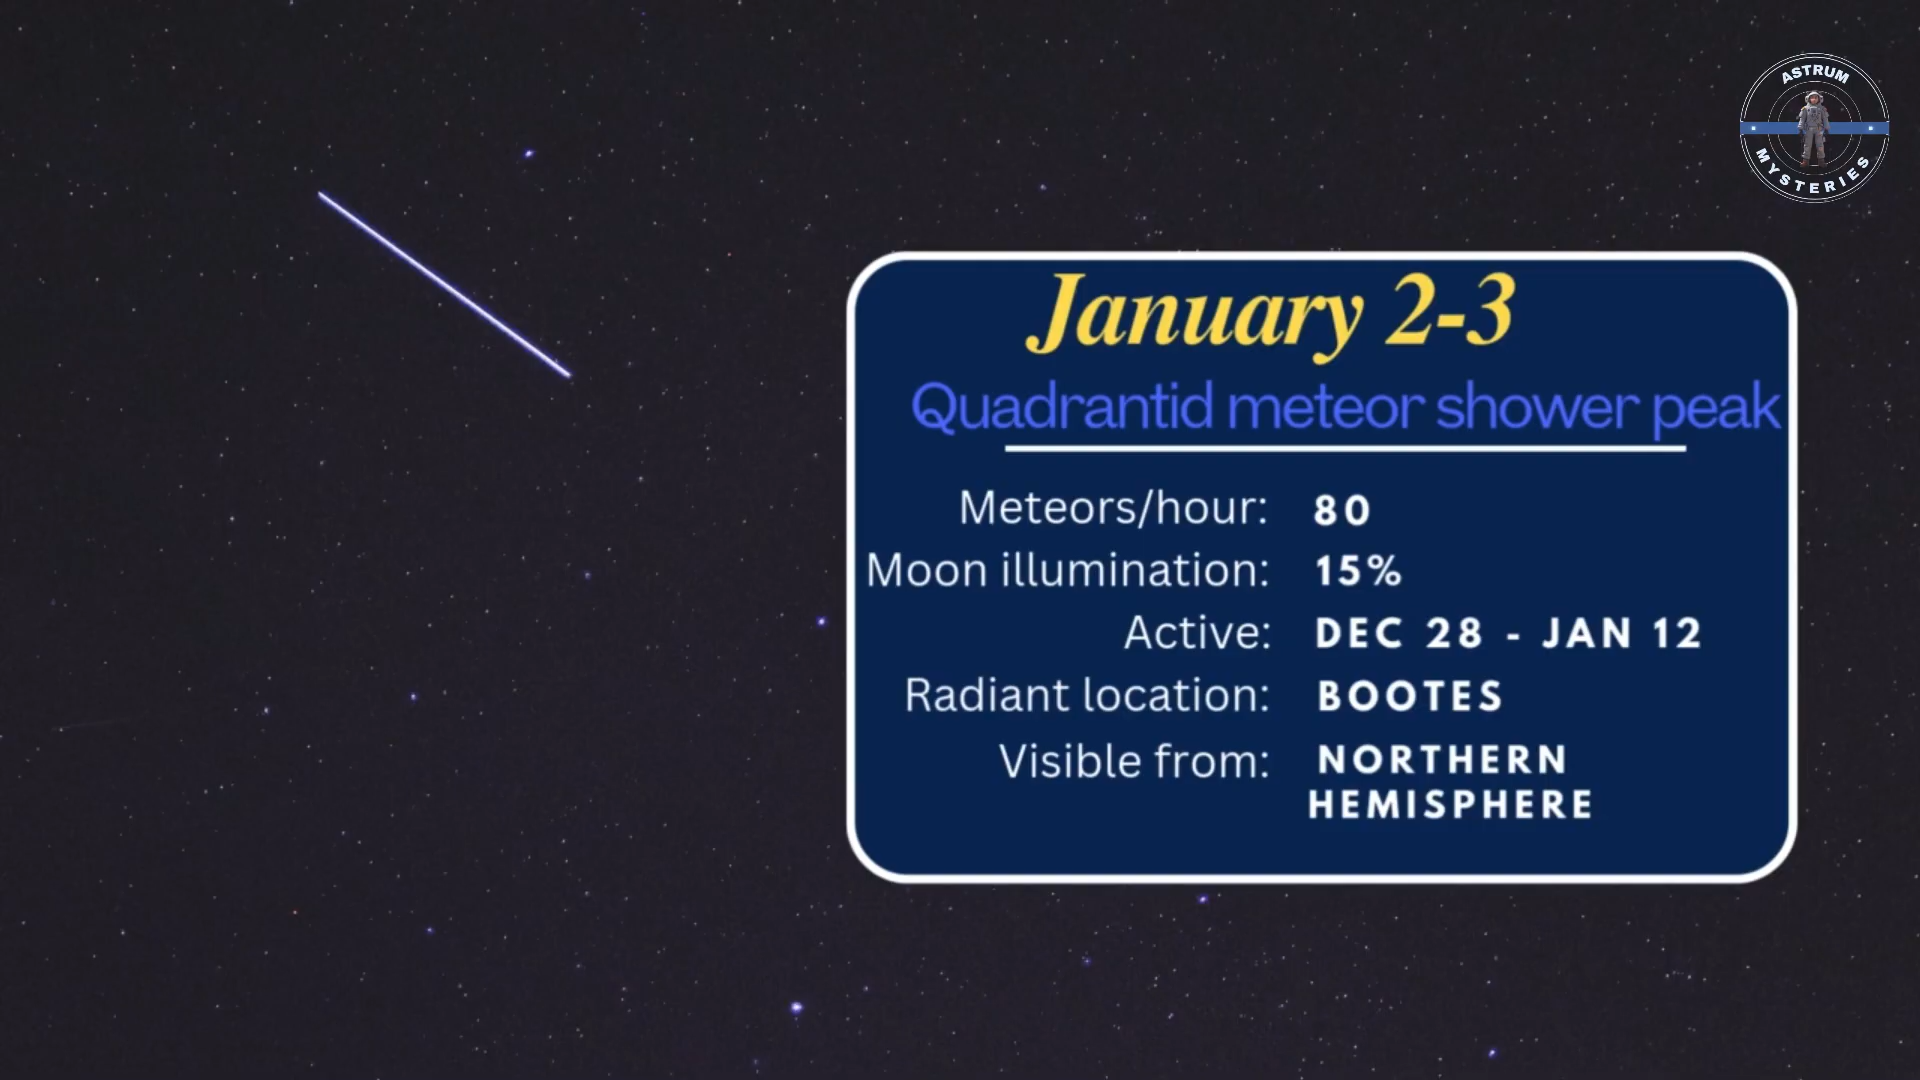 ASTRUM
MYSTERIES
January 2-3
Quadrantid meteor shower peak
Meteors/hour: 80
Moon illumination: 15%
Active: DEC 28 - JAN 12
Radiant location: BOOTES
Visible from: NORTHERN
HEMISPHERE